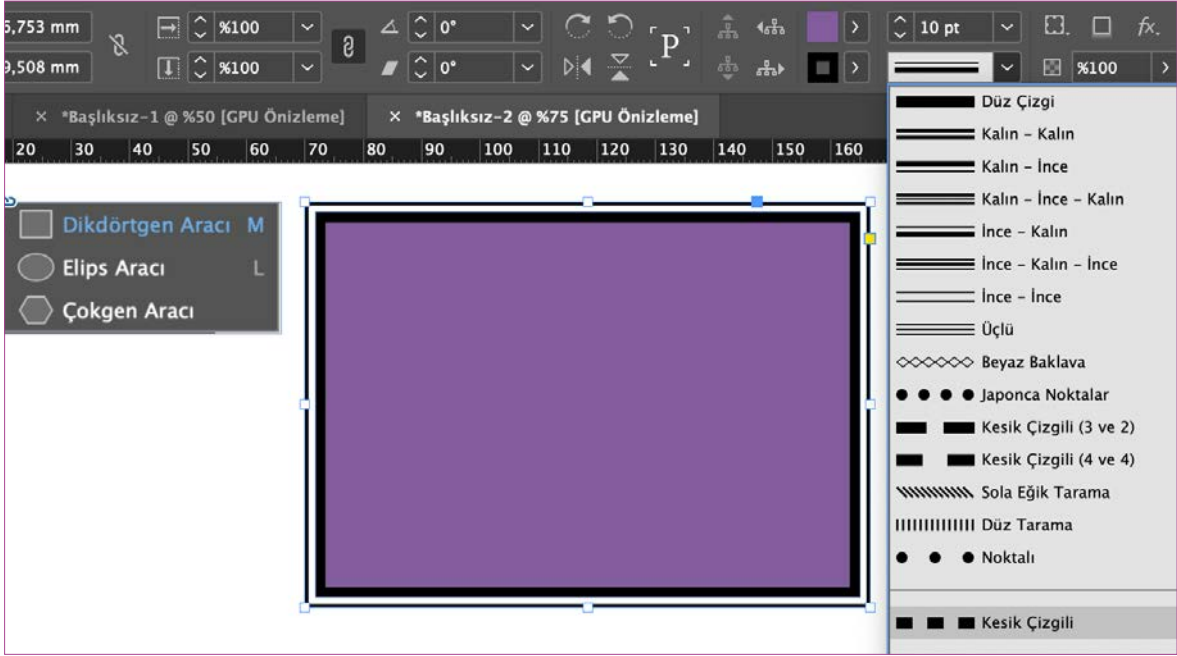 5,753 mm %100 0° P 10 pt fx.
9,508 mm %100 0° %100
× *Başlıksız-1 @ %50 [GPU Önizleme] × *Başlıksız-2 @ %75 [GPU Önizleme]
20 30 40 50 60 70 80 90 100 110 120 130 140 150 160
Dikdörtgen Aracı M
Elips Aracı L
Çokgen Aracı
Düz Çizgi
Kalın - Kalın
Kalın - İnce
Kalın - İnce - Kalın
İnce - Kalın
İnce - Kalın - İnce
İnce - İnce
Üçlü
Beyaz Baklava
Japonca Noktalar
Kesik Çizgili (3 ve 2)
Kesik Çizgili (4 ve 4)
Sola Eğik Tarama
Düz Tarama
Noktalı
Kesik Çizgili